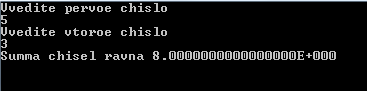 Vvedite pervoe chislo
5
Vvedite vtoroe chislo
3
Summa chisel ravna 8.0000000000000000E+000